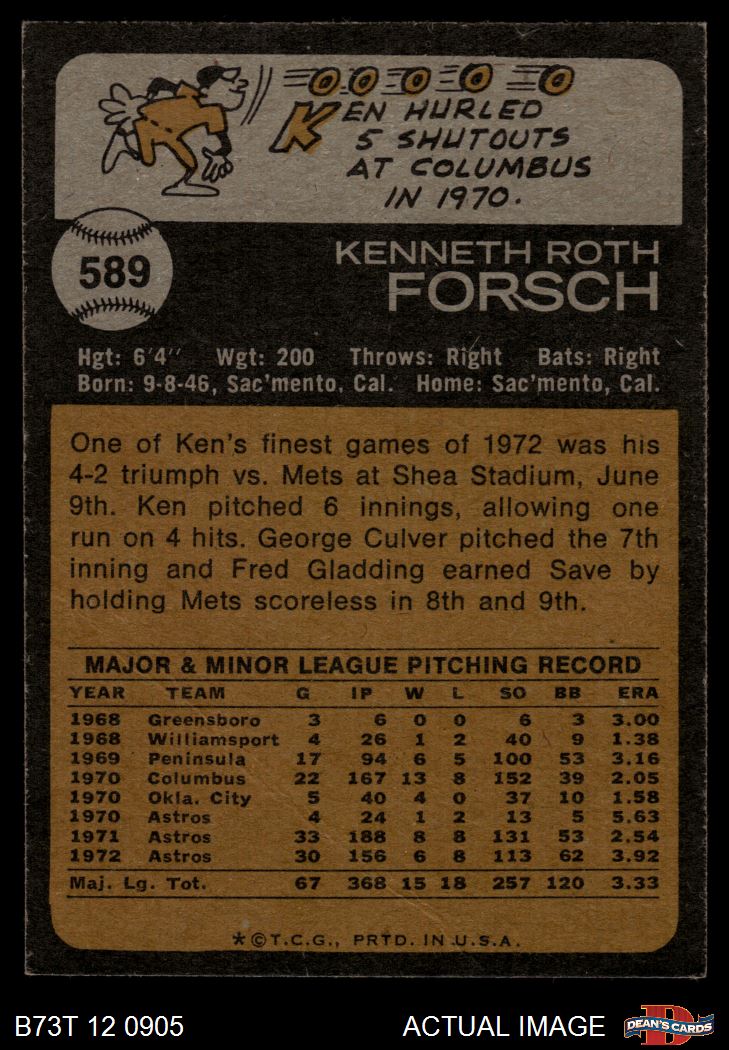 KEN HURLED
5 SHUTOUTS
AT COLUMBUS
IN 1970.
589
KENNETH ROTH
FORSCH
Hgt: 6'4" Wgt: 200 Throws: Right Bats: Right
Born: 9-8-46, Sac'mento, Cal. Home: Sac'mento, Cal.
One of Ken's finest games of 1972 was his
4-2 triumph vs. Mets at Shea Stadium, June
9th. Ken pitched 6 innings, allowing one
run on 4 hits. George Culver pitched the 7th
inning and Fred Gladding earned Save by
holding Mets scoreless in 8th and 9th.
MAJOR & MINOR LEAGUE PITCHING RECORD
YEAR TEAM G IP W L SO BB ERA
1968 Greensboro 3 6 0 0 6 3 3.00
1968 Williamsport 4 26 1 2 40 9 1.38
1969 Peninsula 17 94 6 5 100 53 3.16
1970 Columbus 22 167 13 8 152 39 2.05
1970 Okla. City 5 40 4 0 37 10 1.58
1970 Astros 4 24 1 2 13 5 5.63
1971 Astros 33 188 8 8 131 53 2.54
1972 Astros 30 156 6 8 113 62 3.92
Maj. Lg. Tot. 67 368 15 18 257 120 3.33
*©T.C.G., PRTD. IN U.S.A.
B73T 12 0905 ACTUAL IMAGE D DEAN'S CARDS